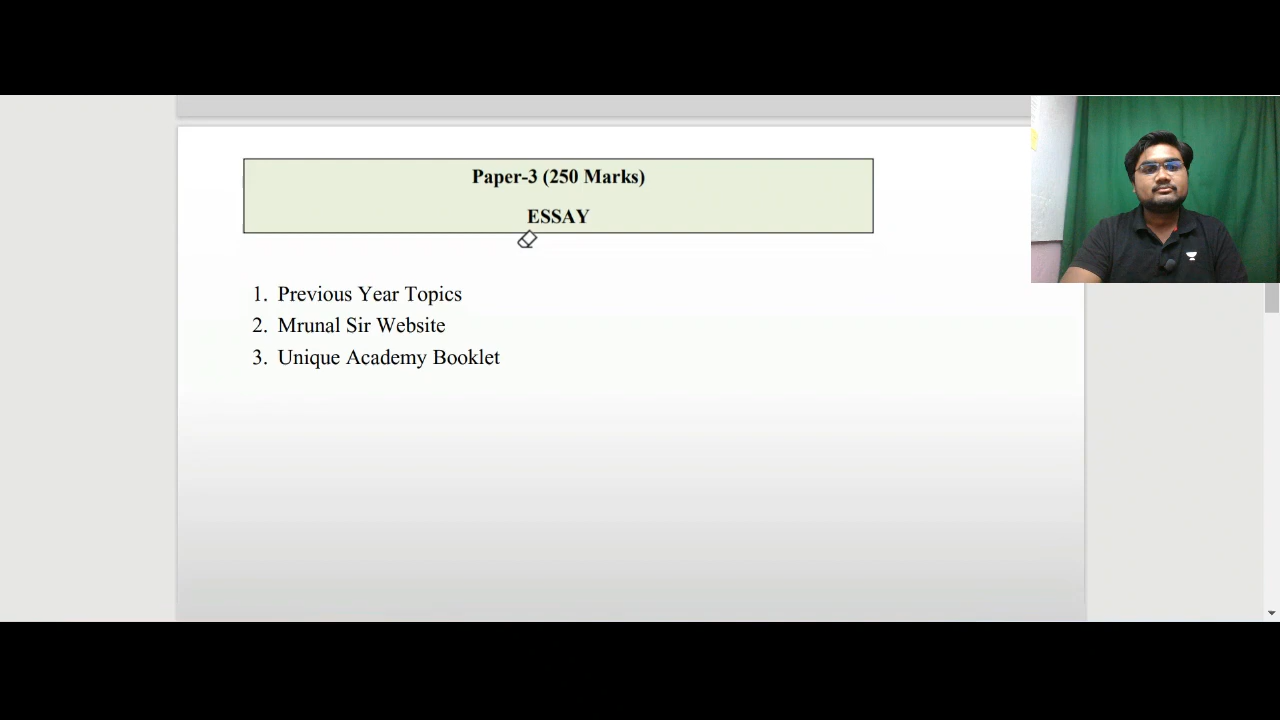 Paper-3 (250 Marks)
ESSAY
1. Previous Year Topics
2. Mrunal Sir Website
3. Unique Academy Booklet